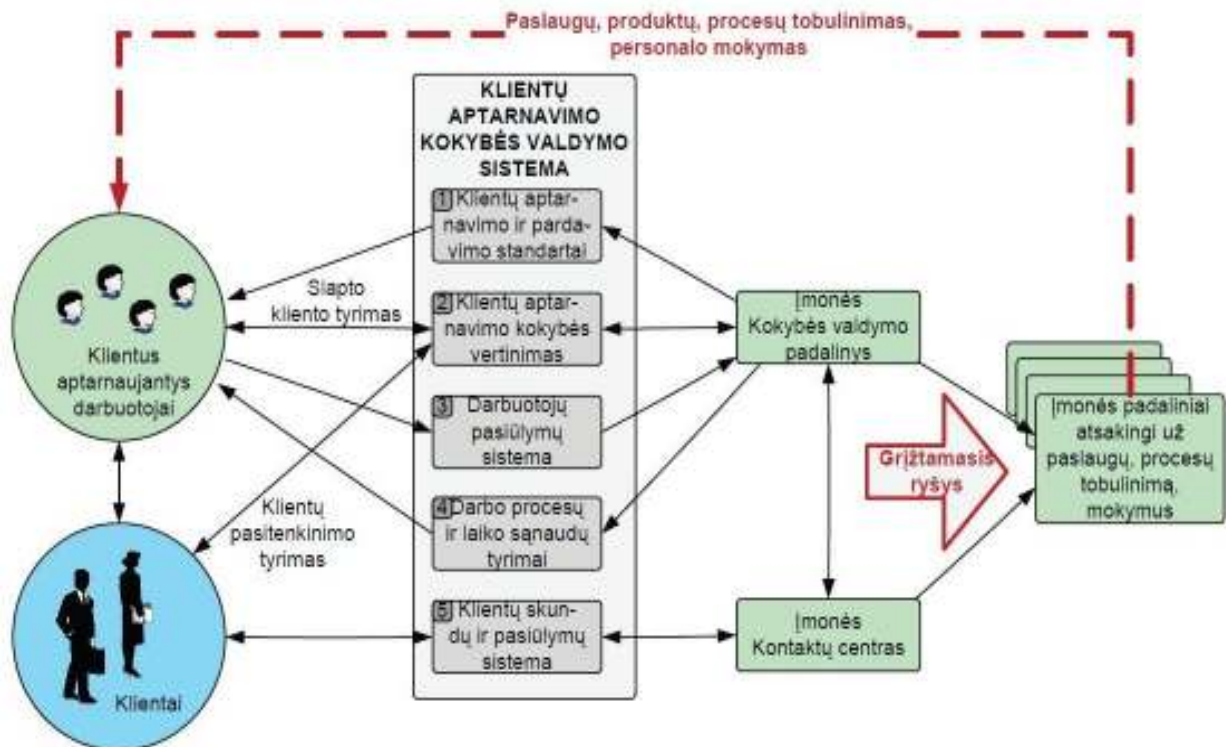 Paslaugų, produktų, procesų tobulinimas,
personalo mokymas
KLIENTŲ
APTARNAVIMO
KOKYBĖS VALDYMO
SISTEMA
1 Klientų aptar-
navimo ir parda-
vimo standartai
Slapto
kliento tyrimas
2 Klientų aptar-
navimo kokybės
vertinimas
Įmonės
Kokybės valdymo
padalinys
Klientus
aptarnaujantys
darbuotojai
3 Darbuotojų
pasiūlymų
sistema
Įmonės padaliniai
atsakingi už
paslaugų, procesų
tobulinimą,
mokymus
Grįžtamasis
ryšys
Klientų
pasitenkinimo
tyrimas
4 Darbo procesų
ir laiko sąnaudų
tyrimai
5 Klientų skun-
dų ir pasiūlymų
sistema
Įmonės
Kontaktų centras
Klientai